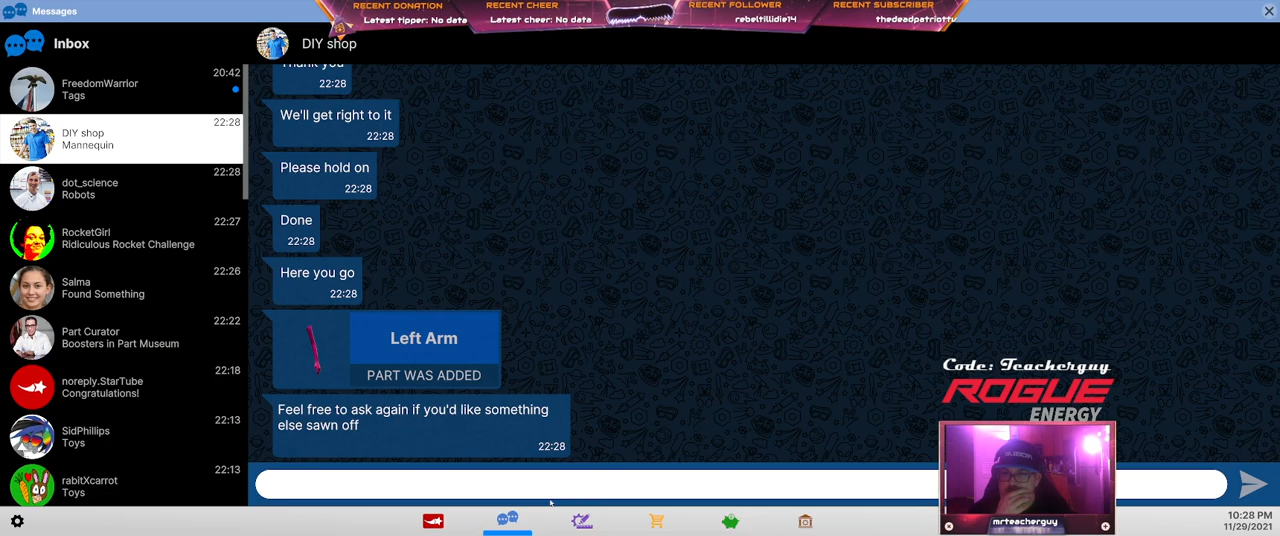 Messages
RECENT DONATION
Latest tipper: No data
RECENT CHEER
Latest cheer: No data
RECENT FOLLOWER
rebeltillidie14
RECENT SUBSCRIBER
thedeadpatriottv
Inbox
DIY shop
FreedomWarrior
Tags
20:42
DIY shop
Mannequin
22:28
dot_science
Robots
22:28
RocketGirl
Ridiculous Rocket Challenge
22:27
Salma
Found Something
22:26
Part Curator
Boosters in Part Museum
22:22
noreply.StarTube
Congratulations!
22:18
SidPhillips
Toys
22:13
rabitXcarrot
Toys
22:13
Thank you
22:28
We'll get right to it
22:28
Please hold on
22:28
Done
22:28
Here you go
22:28
Left Arm
PART WAS ADDED
Feel free to ask again if you'd like something
else sawn off
22:28
Code: Teacherguy
ROGUE
ENERGY
mrteacherguy
10:28 PM
11/29/2021